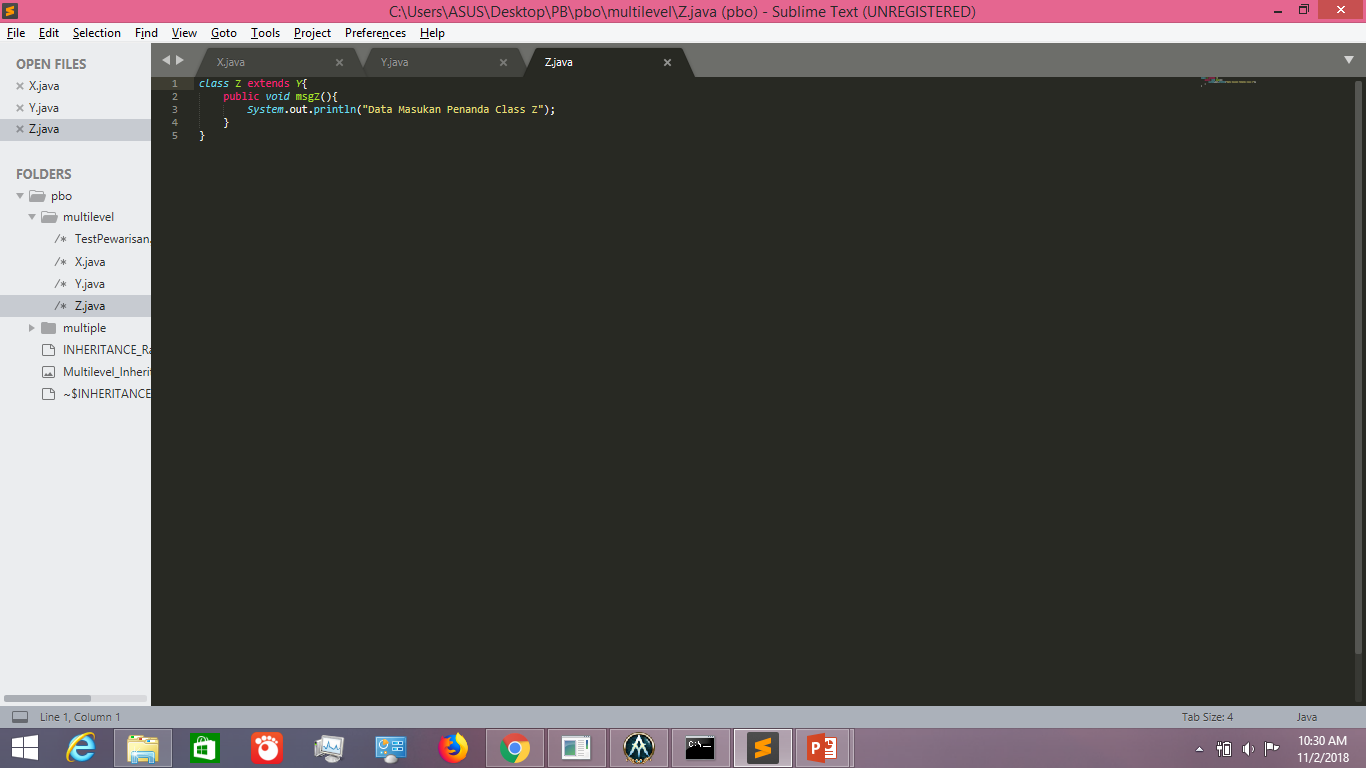 C:\Users\ASUS\Desktop\PB\pbo\multilevel\Z.java (pbo) - Sublime Text (UNREGISTERED)
File Edit Selection Find View Goto Tools Project Preferences Help
OPEN FILES
X.java
Y.java
Z.java
FOLDERS
pbo
multilevel
/* TestPewarisan.
/* X.java
/* Y.java
/* Z.java
multiple
INHERITANCE_Ra
Multilevel_Inheri
~$INHERITANCE
X.java Y.java Z.java
1 class Z extends Y{
2 public void msgZ(){
3 System.out.println("Data Masukan Penanda Class Z");
4 }
5 }
Line 1, Column 1 Tab Size: 4 Java
10:30 AM
11/2/2018